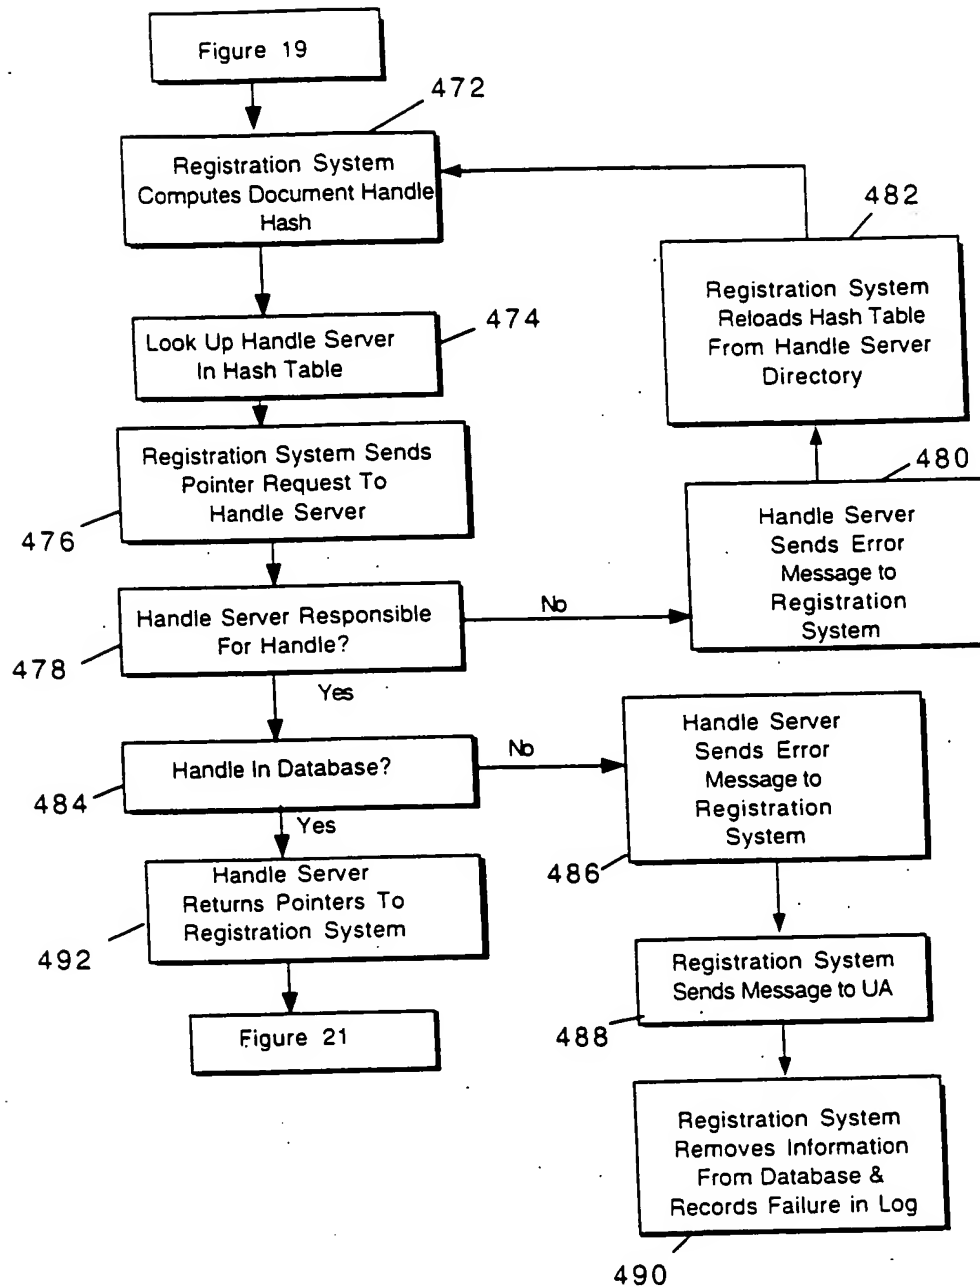 Figure 19
472
Registration System
Computes Document Handle
Hash
482
Registration System
Reloads Hash Table
From Handle Server
Directory
474
Look Up Handle Server
In Hash Table
Registration System Sends
Pointer Request To
Handle Server
476
480
Handle Server
Sends Error
Message to
Registration
System
Handle Server Responsible
For Handle?
478
No
Yes
Handle In Database?
484
No
Yes
Handle Server
Sends Error
Message to
Registration
System
486
Handle Server
Returns Pointers To
Registration System
492
Registration System
Sends Message to UA
488
Figure 21
Registration System
Removes Information
From Database &
Records Failure in Log
490